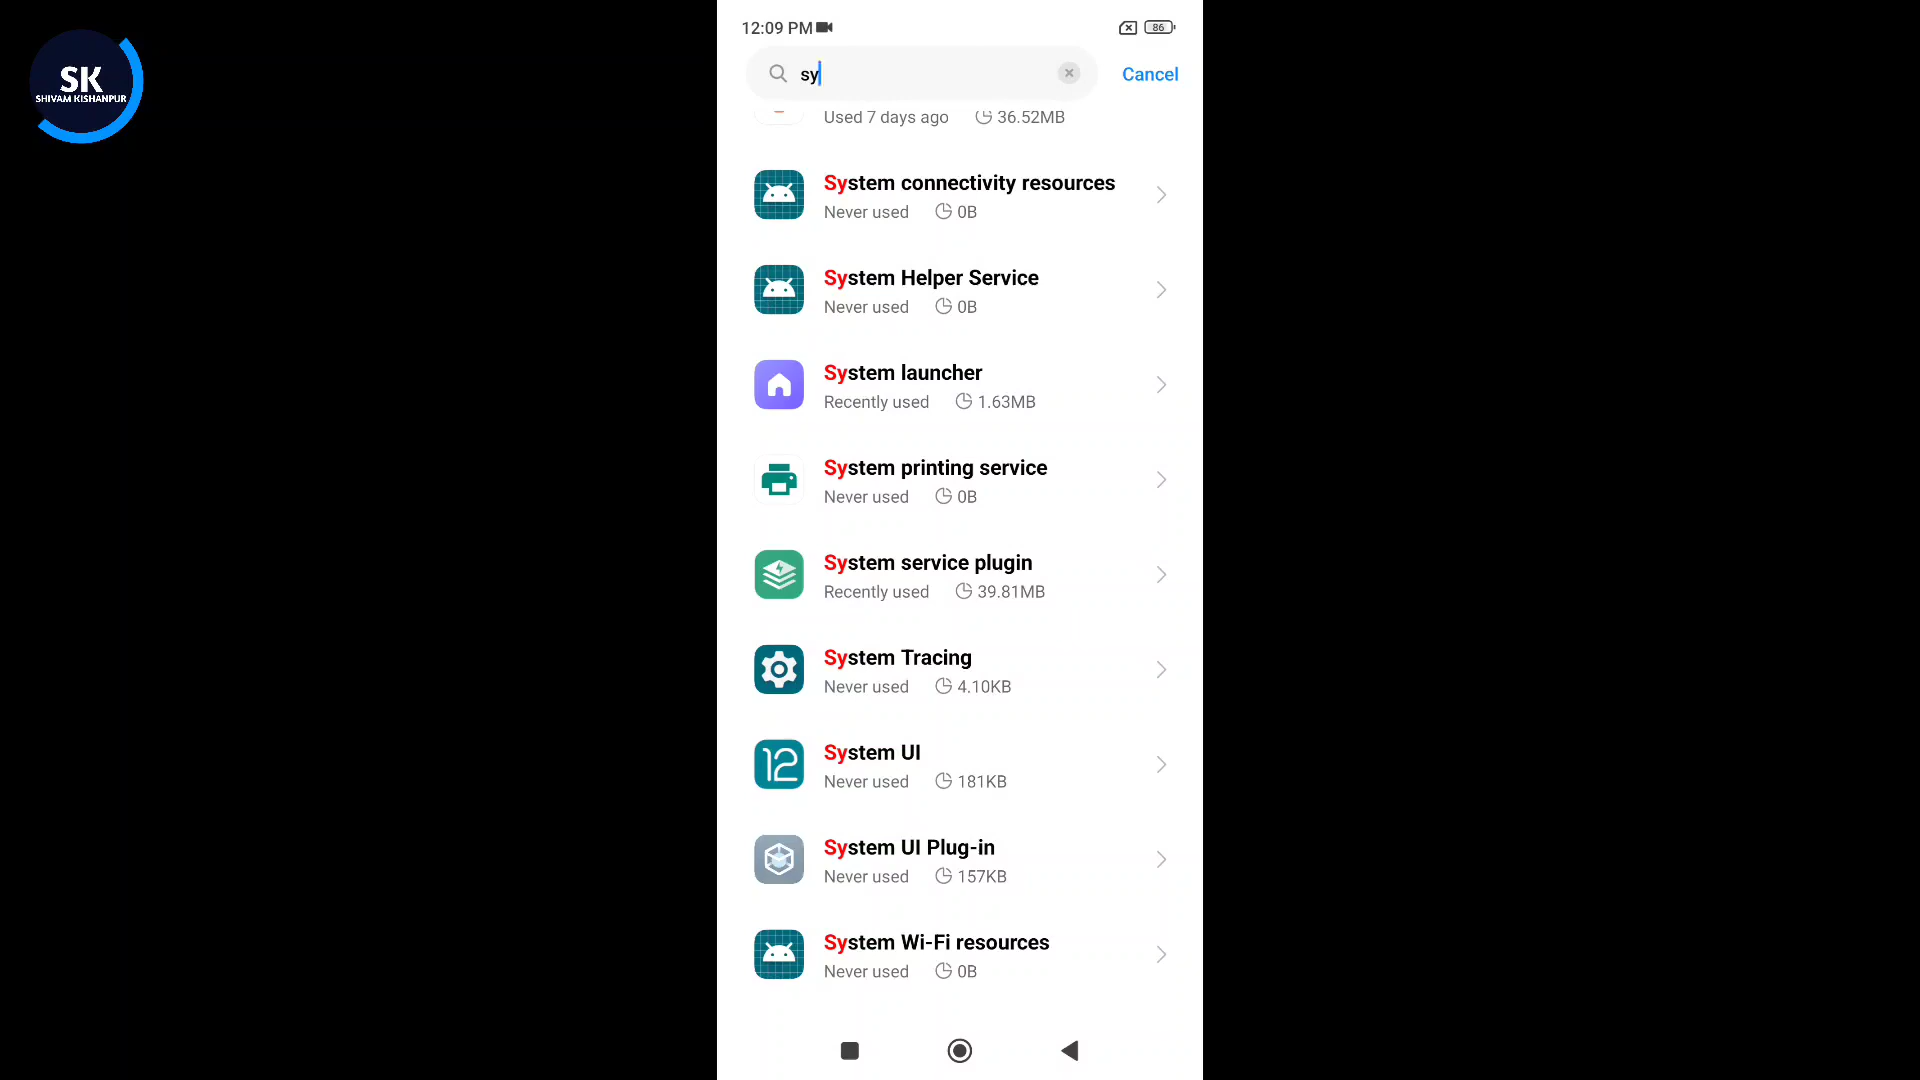 SK
SHIVAM KISHANPUR
12:09 PM
86
sy
Cancel
Used 7 days ago 36.52MB
System connectivity resources
Never used 0B
System Helper Service
Never used 0B
System launcher
Recently used 1.63MB
System printing service
Never used 0B
System service plugin
Recently used 39.81MB
System Tracing
Never used 4.10KB
12
System UI
Never used 181KB
System UI Plug-in
Never used 157KB
System Wi-Fi resources
Never used 0B